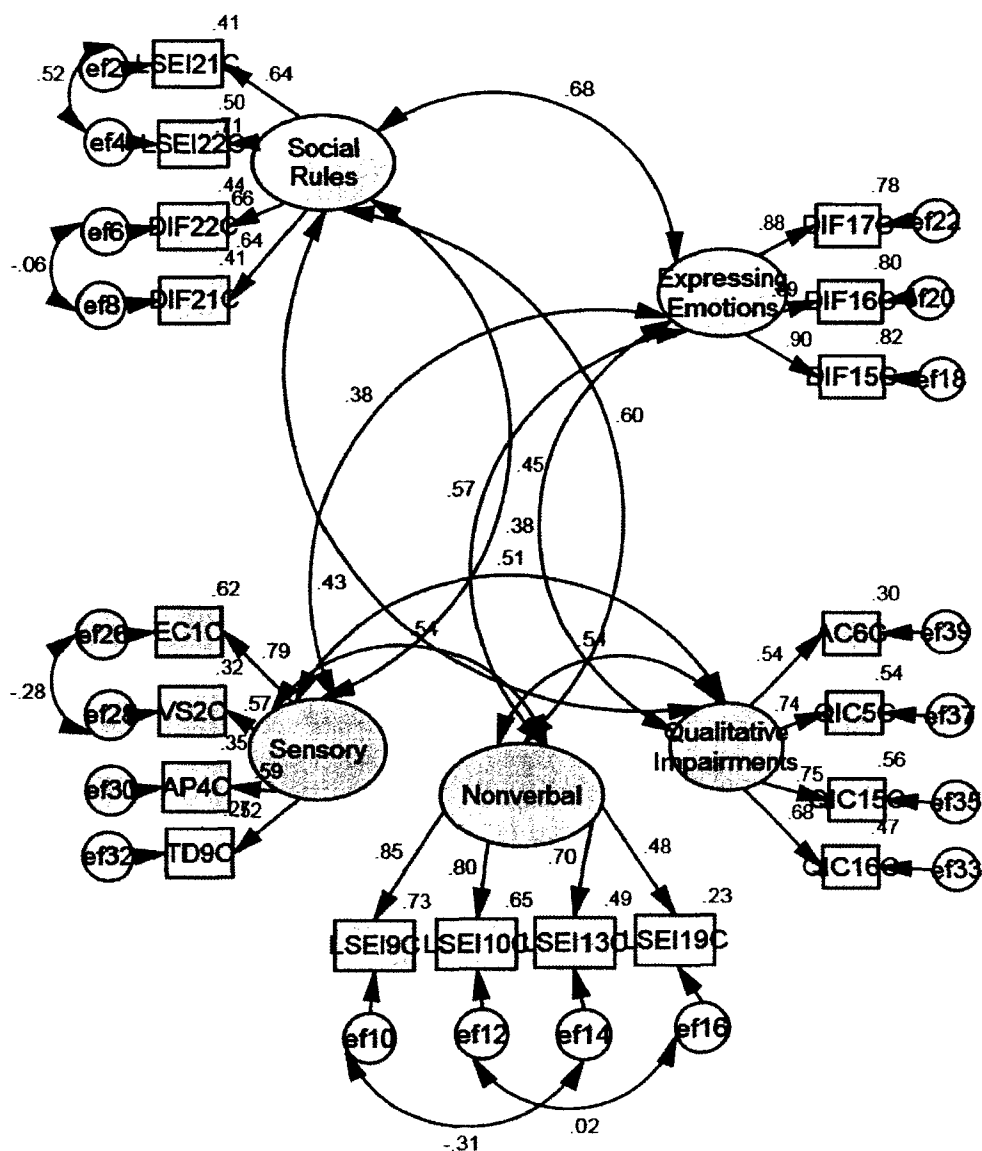 .41
ef2
LSEI21C
.64
.52
.50
.71
ef4
LSEI22C
Social
Rules
.68
.44
.66
ef6
DIF22C
.64
-.06
.41
ef8
DIF21C
.78
.88
DIF17C
ef22
.80
Expressing
Emotions
.89
DIF16C
ef20
.82
.90
DIF15C
ef18
.38
.60
.45
.57
.38
.51
.43
.54
.54
.62
ef26
EC1C
.79
.32
-.28
ef28
VS2C
.57
.35
Sensory
ef30
AP4C
.59
.52
ef32
TD9C
Nonverbal
.30
AC6C
ef39
.54
.54
.74
QIC5C
ef37
Qualitative
Impairments
.56
.75
QIC15C
ef35
.68
.47
QIC16C
ef33
.85
.80
.70
.48
.73
.65
.49
.23
LSEI9C
LSEI10C
LSEI13C
LSEI19C
ef10
ef12
ef14
ef16
-.31
.02